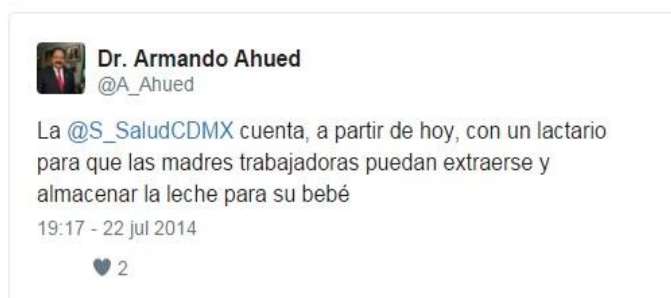 Dr. Armando Ahued
@A_Ahued
La @S_SaludCDMX cuenta, a partir de hoy, con un lactario
para que las madres trabajadoras puedan extraerse y
almacenar la leche para su bebé
19:17 - 22 jul 2014
2